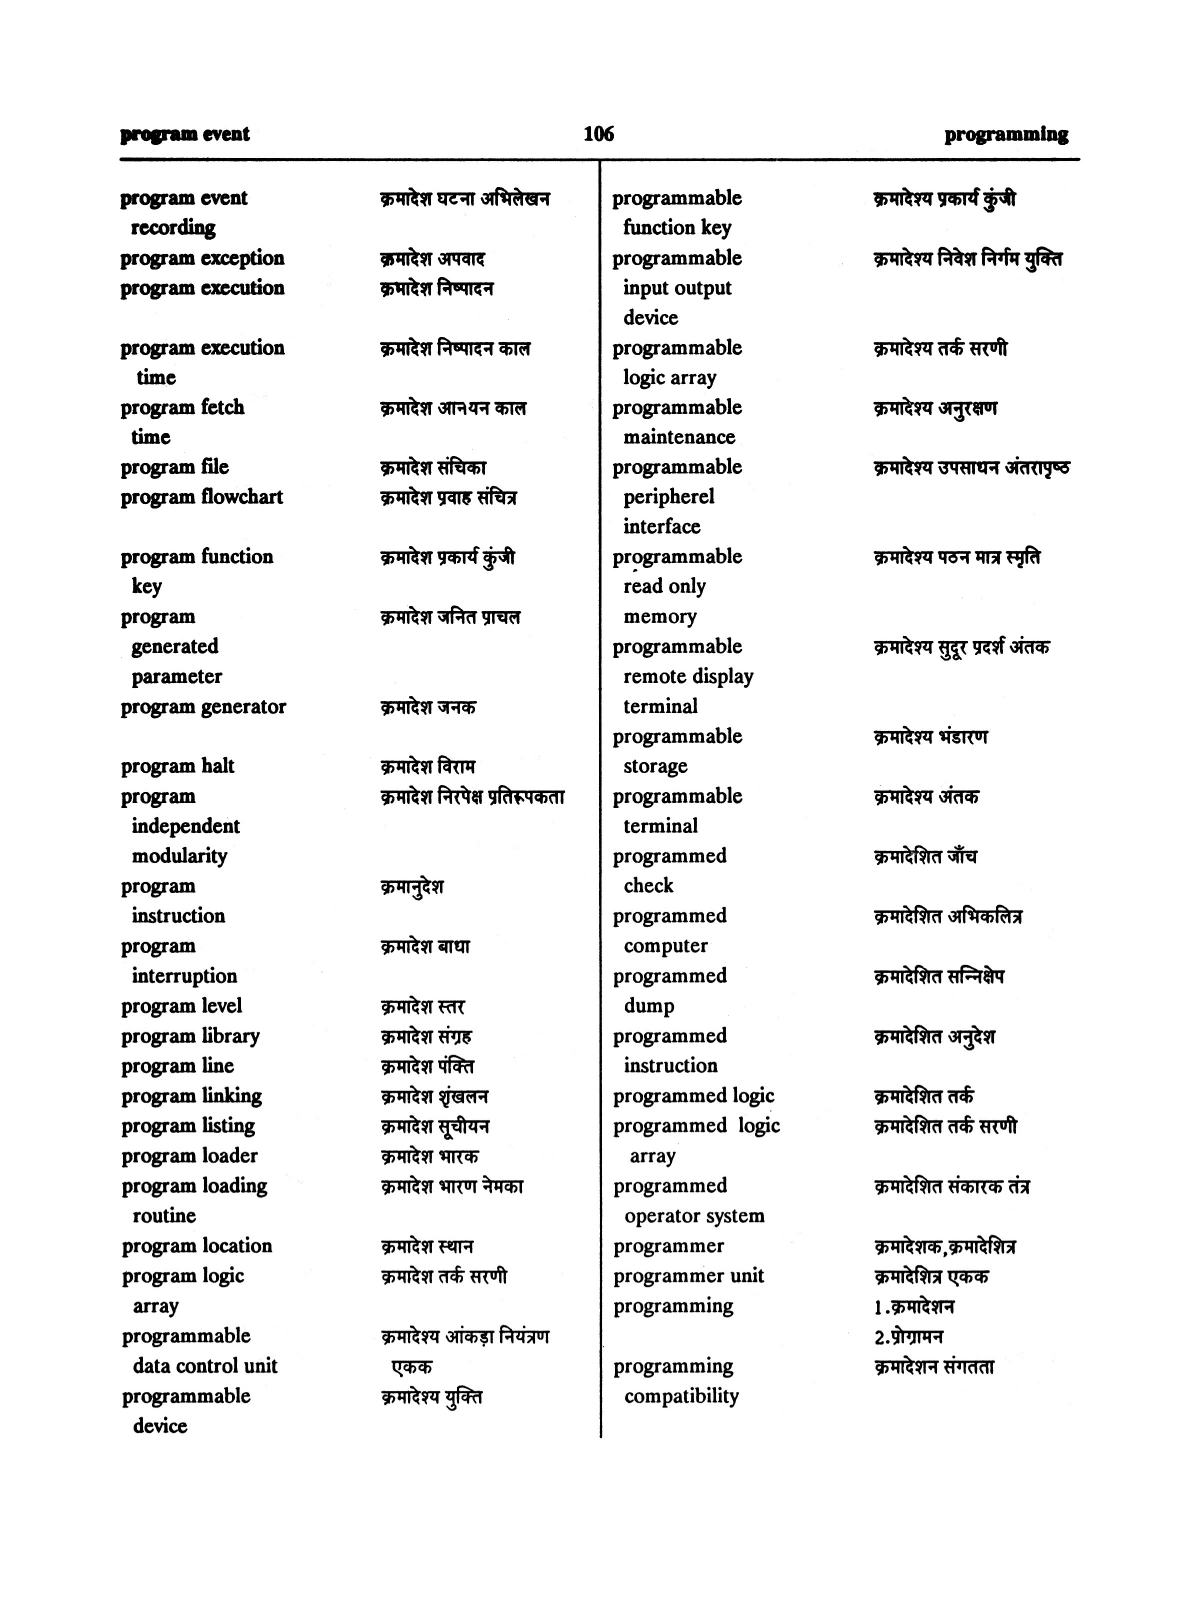 program event 106 programming
program event क्रमादेश घटना अभिलेखन
recording
program exception क्रमादेश अपवाद
program execution क्रमादेश निष्पादन
program execution क्रमादेश निष्पादन काल
time
program fetch क्रमादेश आनयन काल
time
program file क्रमादेश संचिका
program flowchart क्रमादेश प्रवाह संचित्र
program function क्रमादेश प्रकार्य कुंजी
key
program क्रमादेश जनित प्राचल
generated
parameter
program generator क्रमादेश जनक
program halt क्रमादेश विराम
program क्रमादेश निरपेक्ष प्रतिरूपकता
independent
modularity
program क्रमानुदेश
instruction
program क्रमादेश बाधा
interruption
program level क्रमादेश स्तर
program library क्रमादेश संग्रह
program line क्रमादेश पंक्ति
program linking क्रमादेश शृंखलन
program listing क्रमादेश सूचीयन
program loader क्रमादेश भारक
program loading क्रमादेश भारण नेमका
routine
program location क्रमादेश स्थान
program logic क्रमादेश तर्क सरणी
array
programmable क्रमादेश्य आंकड़ा नियंत्रण
data control unit एकक
programmable क्रमादेश्य युक्ति
device
programmable क्रमादेश्य प्रकार्य कुंजी
function key
programmable क्रमादेश्य निवेश निर्गम युक्ति
input output
device
programmable क्रमादेश्य तर्क सरणी
logic array
programmable क्रमादेश्य अनुरक्षण
maintenance
programmable क्रमादेश्य उपसाधन अंतरापृष्ठ
peripherel
interface
programmable क्रमादेश्य पठन मात्र स्मृति
read only
memory
programmable क्रमादेश्य सुदूर प्रदर्श अंतक
remote display
terminal
programmable क्रमादेश्य भंडारण
storage
programmable क्रमादेश्य अंतक
terminal
programmed क्रमादेशित जाँच
check
programmed क्रमादेशित अभिकलित्र
computer
programmed क्रमादेशित सन्निक्षेप
dump
programmed क्रमादेशित अनुदेश
instruction
programmed logic क्रमादेशित तर्क
programmed logic क्रमादेशित तर्क सरणी
array
programmed क्रमादेशित संकारक तंत्र
operator system
programmer क्रमादेशक,क्रमादेशित्र
programmer unit क्रमादेशित्र एकक
programming 1.क्रमादेशन
2.प्रोग्रामन
programming क्रमादेशन संगतता
compatibility